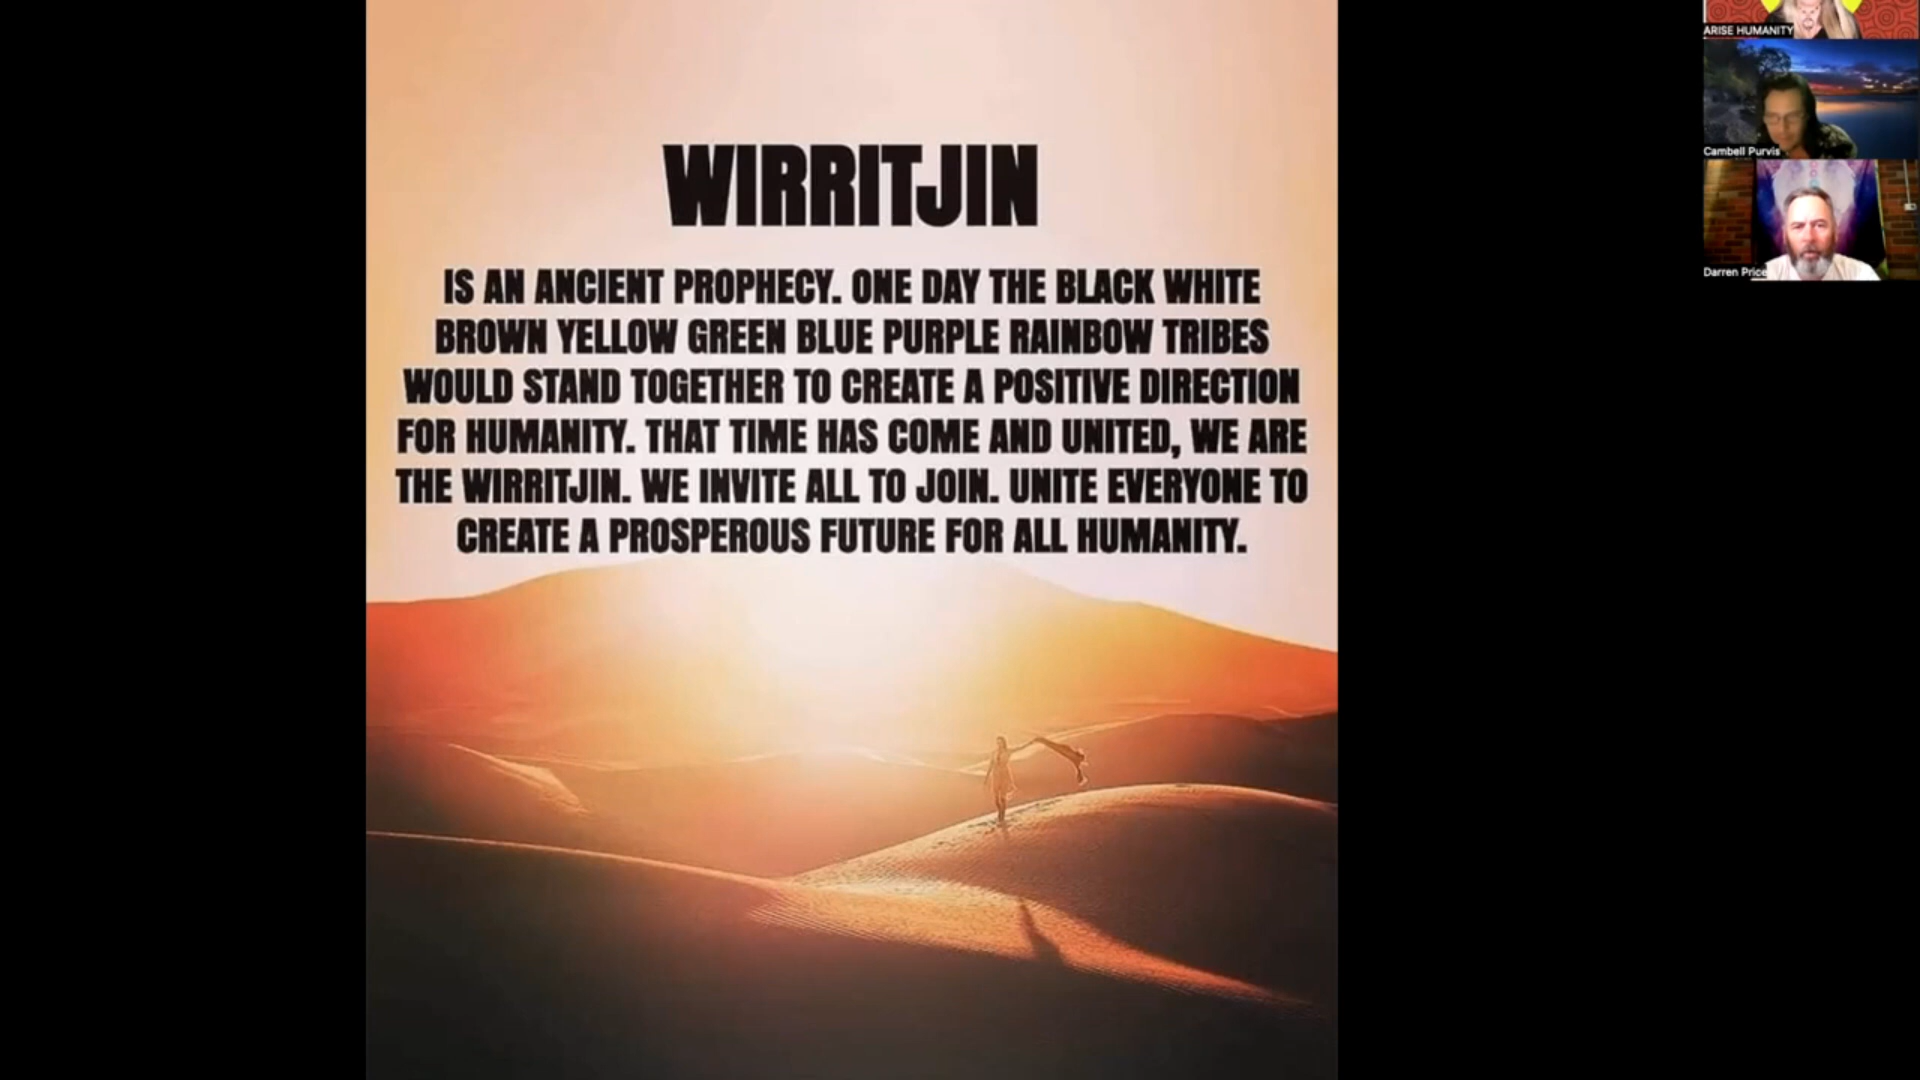 WIRRITJIN
IS AN ANCIENT PROPHECY. ONE DAY THE BLACK WHITE
BROWN YELLOW GREEN BLUE PURPLE RAINBOW TRIBES
WOULD STAND TOGETHER TO CREATE A POSITIVE DIRECTION
FOR HUMANITY. THAT TIME HAS COME AND UNITED, WE ARE
THE WIRRITJIN. WE INVITE ALL TO JOIN. UNITE EVERYONE TO
CREATE A PROSPEROUS FUTURE FOR ALL HUMANITY.
ARISE HUMANITY
Cambell Purvis
Darren Price